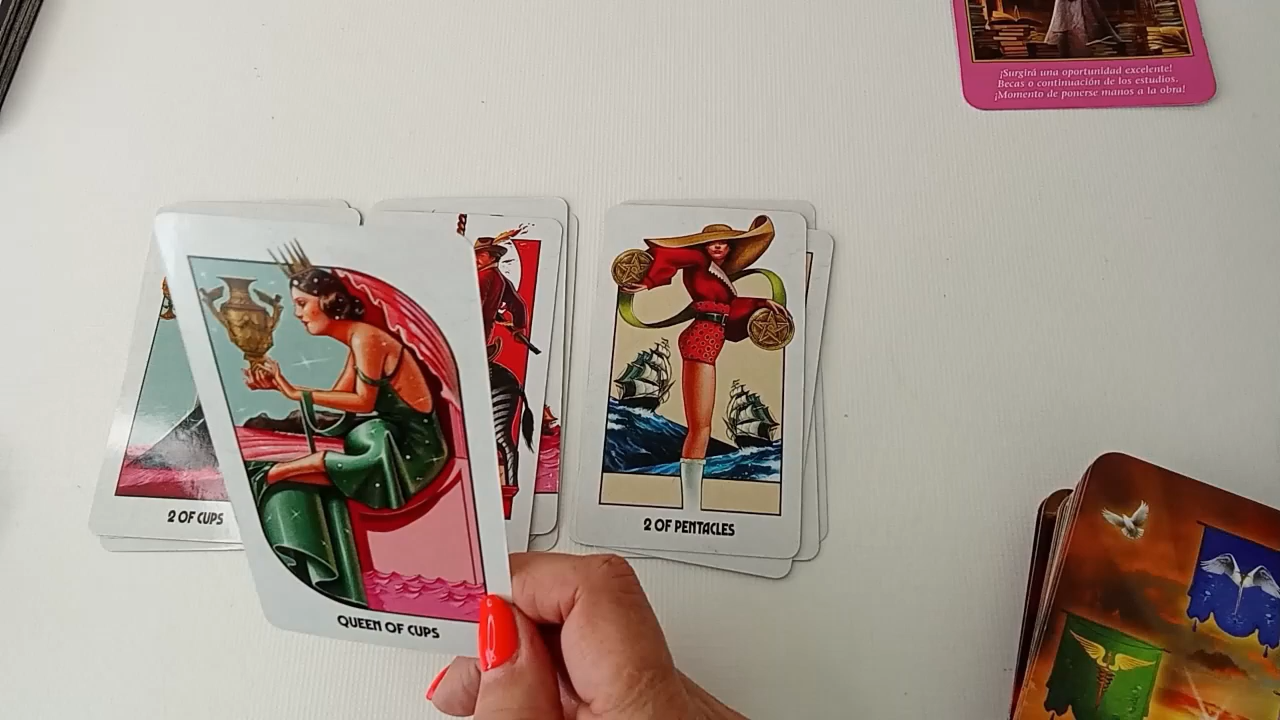 ¡Surgirá una oportunidad excelente!
Becas o continuación de los estudios.
¡Momento de ponerse manos a la obra!
2 OF CUPS
2 OF PENTACLES
QUEEN OF CUPS